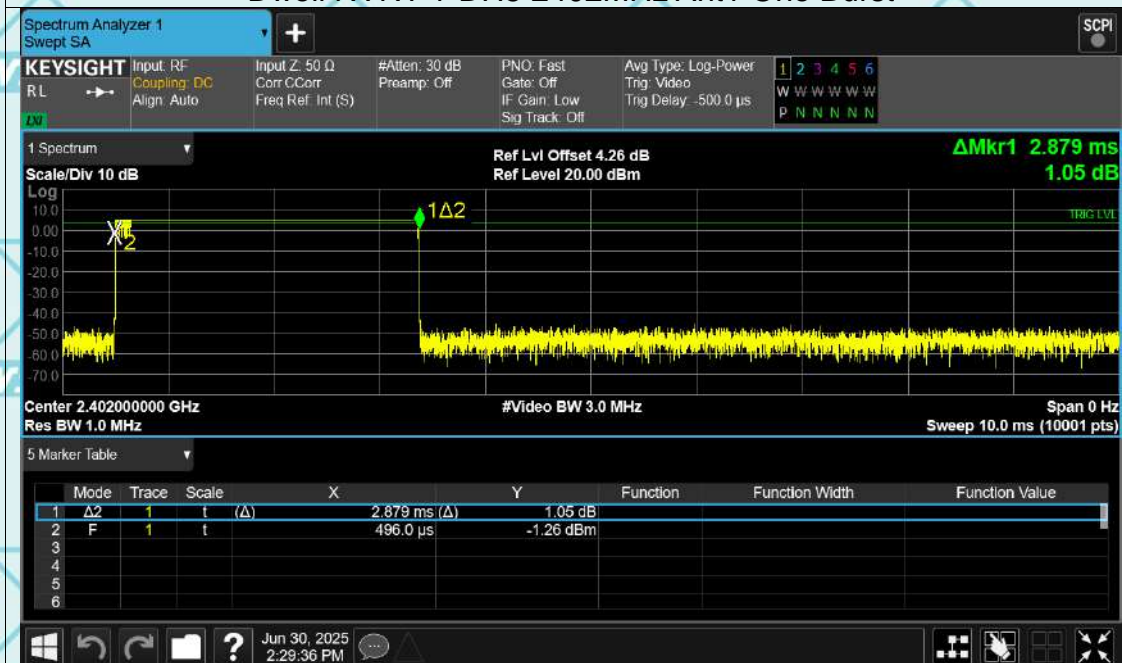 Spectrum Analyzer 1
Swept SA
+
SCPI
KEYSIGHT Input: RF Input Z: 50 Ω #Atten: 30 dB PNO: Fast Avg Type: Log-Power 1 2 3 4 5 6
RL Coupling: DC Corr CCorr Preamp: Off Gate: Off Trig: Video W W W W W W
Align: Auto Freq Ref: Int (S) IF Gain: Low Trig Delay: -500.0 µs P N N N N N
LXI Sig Track: Off
1 Spectrum Ref Lvl Offset 4.26 dB ΔMkr1 2.879 ms
Scale/Div 10 dB Ref Level 20.00 dBm 1.05 dB
Log
10.0 1Δ2 TRIG LVL
0.00 2
-10.0
-20.0
-30.0
-40.0
-50.0
-60.0
-70.0
Center 2.402000000 GHz #Video BW 3.0 MHz Span 0 Hz
Res BW 1.0 MHz Sweep 10.0 ms (10001 pts)
5 Marker Table
Mode Trace Scale X Y Function Function Width Function Value
1 Δ2 1 t (Δ) 2.879 ms (Δ) 1.05 dB
2 F 1 t 496.0 µs -1.26 dBm
3
4
5
6
? Jun 30, 2025
2:29:36 PM